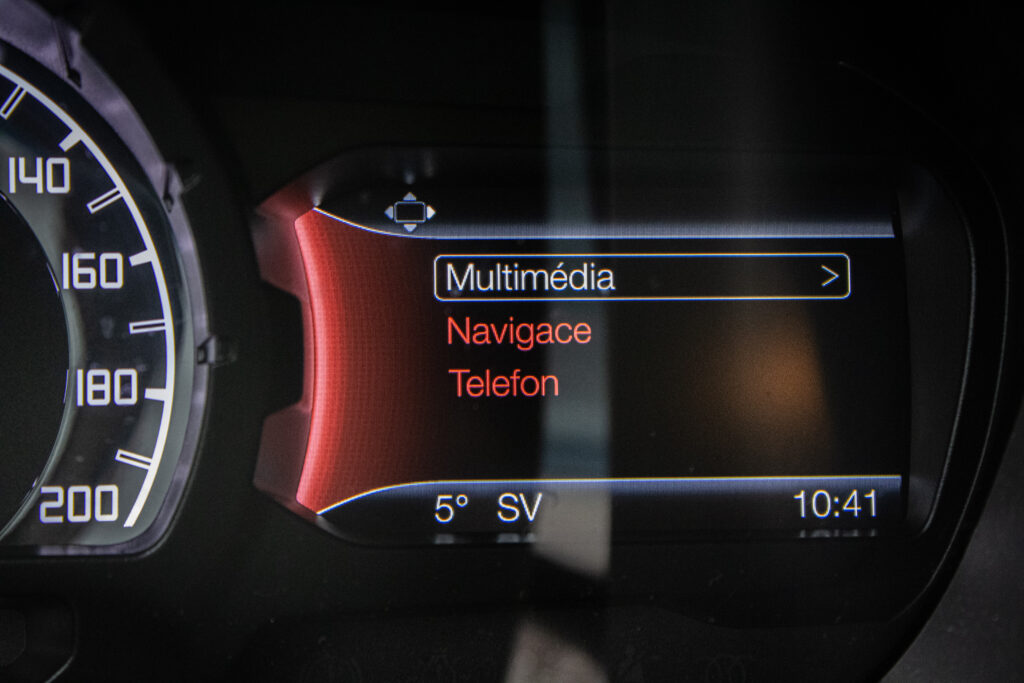 140
160
180
200
Multimédia >
Navigace
Telefon
5° SV 10:41